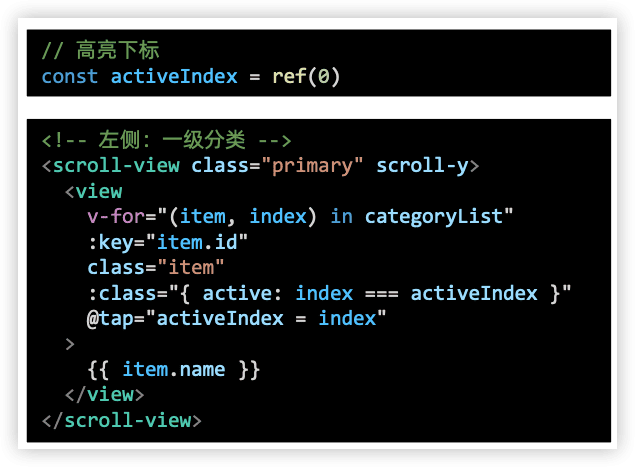 // 高亮下标
const activeIndex = ref(0)
<!-- 左侧：一级分类 -->
<scroll-view class="primary" scroll-y>
  <view
    v-for="(item, index) in categoryList"
    :key="item.id"
    class="item"
    :class="{ active: index === activeIndex }"
    @tap="activeIndex = index"
  >
    {{ item.name }}
  </view>
</scroll-view>